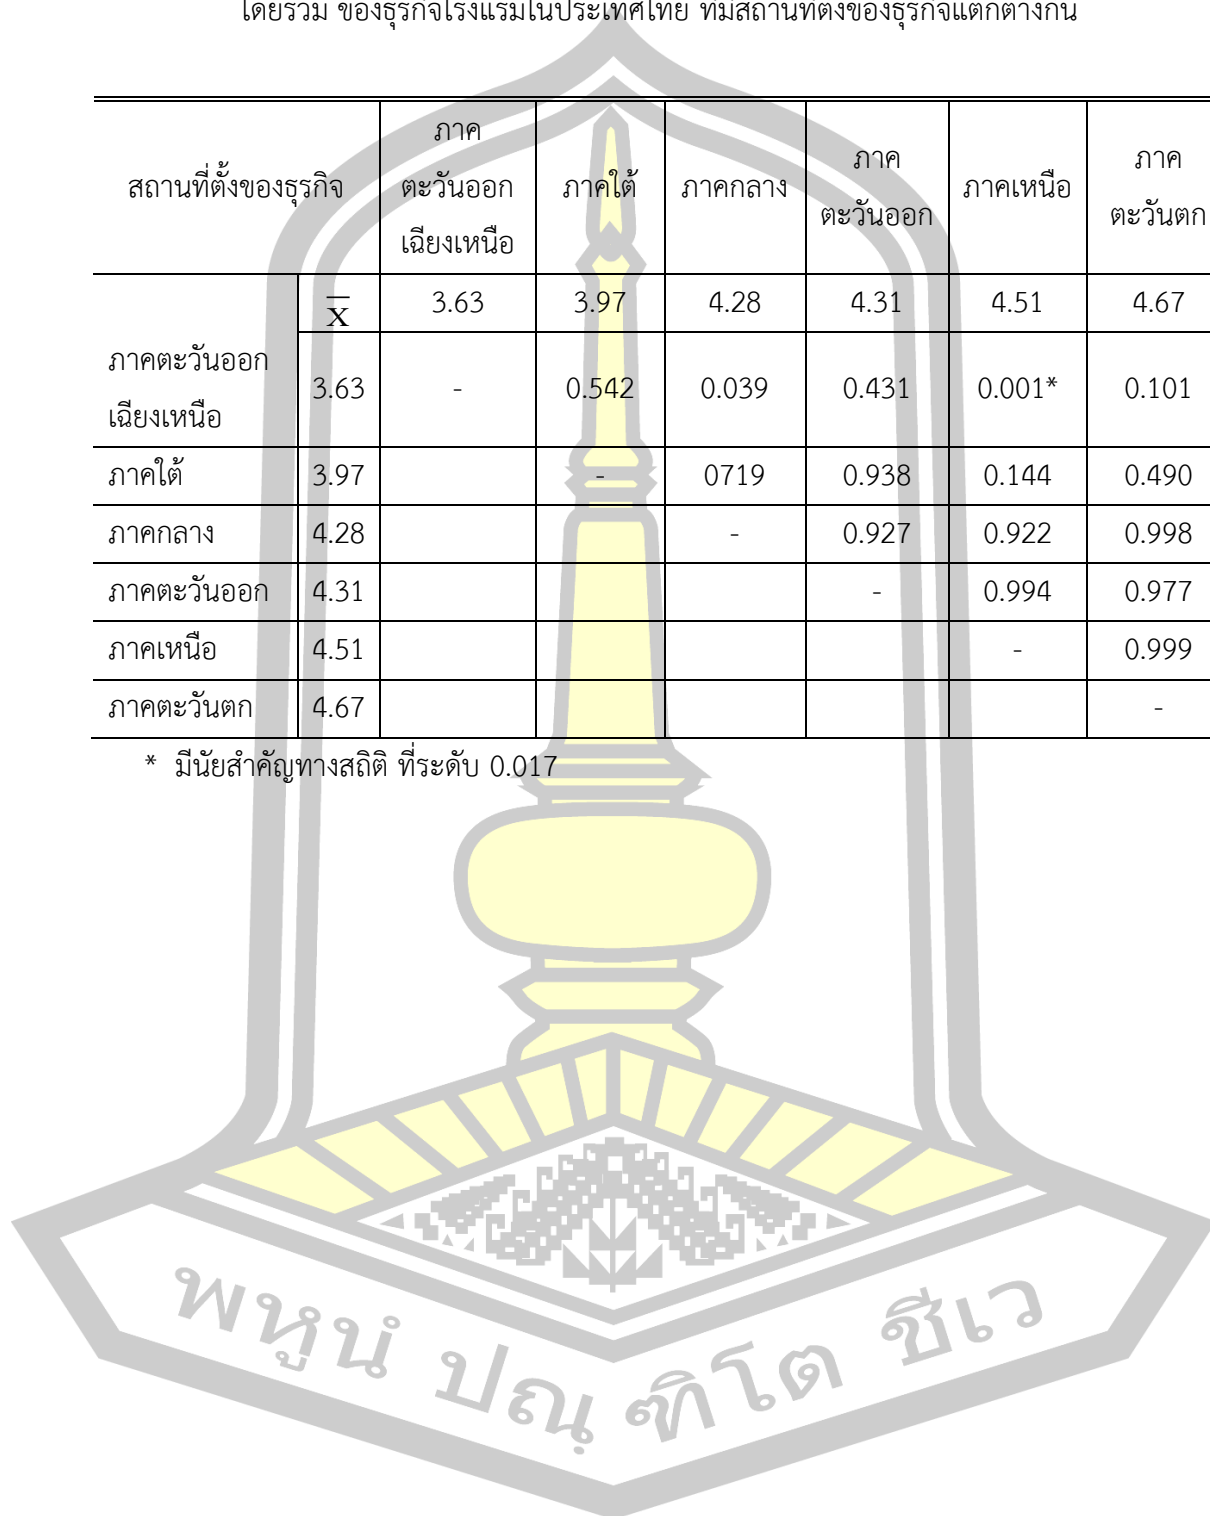 โดยรวม ของธุรกิจโรงแรมในประเทศไทย ที่มีสถานที่ตั้งของธุรกิจแตกต่างกัน
สถานที่ตั้งของธุรกิจ ภาค ตะวันออก เฉียงเหนือ ภาคใต้ ภาคกลาง ภาค ตะวันออก ภาคเหนือ ภาค ตะวันตก
X̄ 3.63 3.97 4.28 4.31 4.51 4.67
ภาคตะวันออก เฉียงเหนือ 3.63 - 0.542 0.039 0.431 0.001* 0.101
ภาคใต้ 3.97 - 0719 0.938 0.144 0.490
ภาคกลาง 4.28 - 0.927 0.922 0.998
ภาคตะวันออก 4.31 - 0.994 0.977
ภาคเหนือ 4.51 - 0.999
ภาคตะวันตก 4.67 -
* มีนัยสำคัญทางสถิติ ที่ระดับ 0.017
พหูนํ ปณฺฑิโต ชีเว